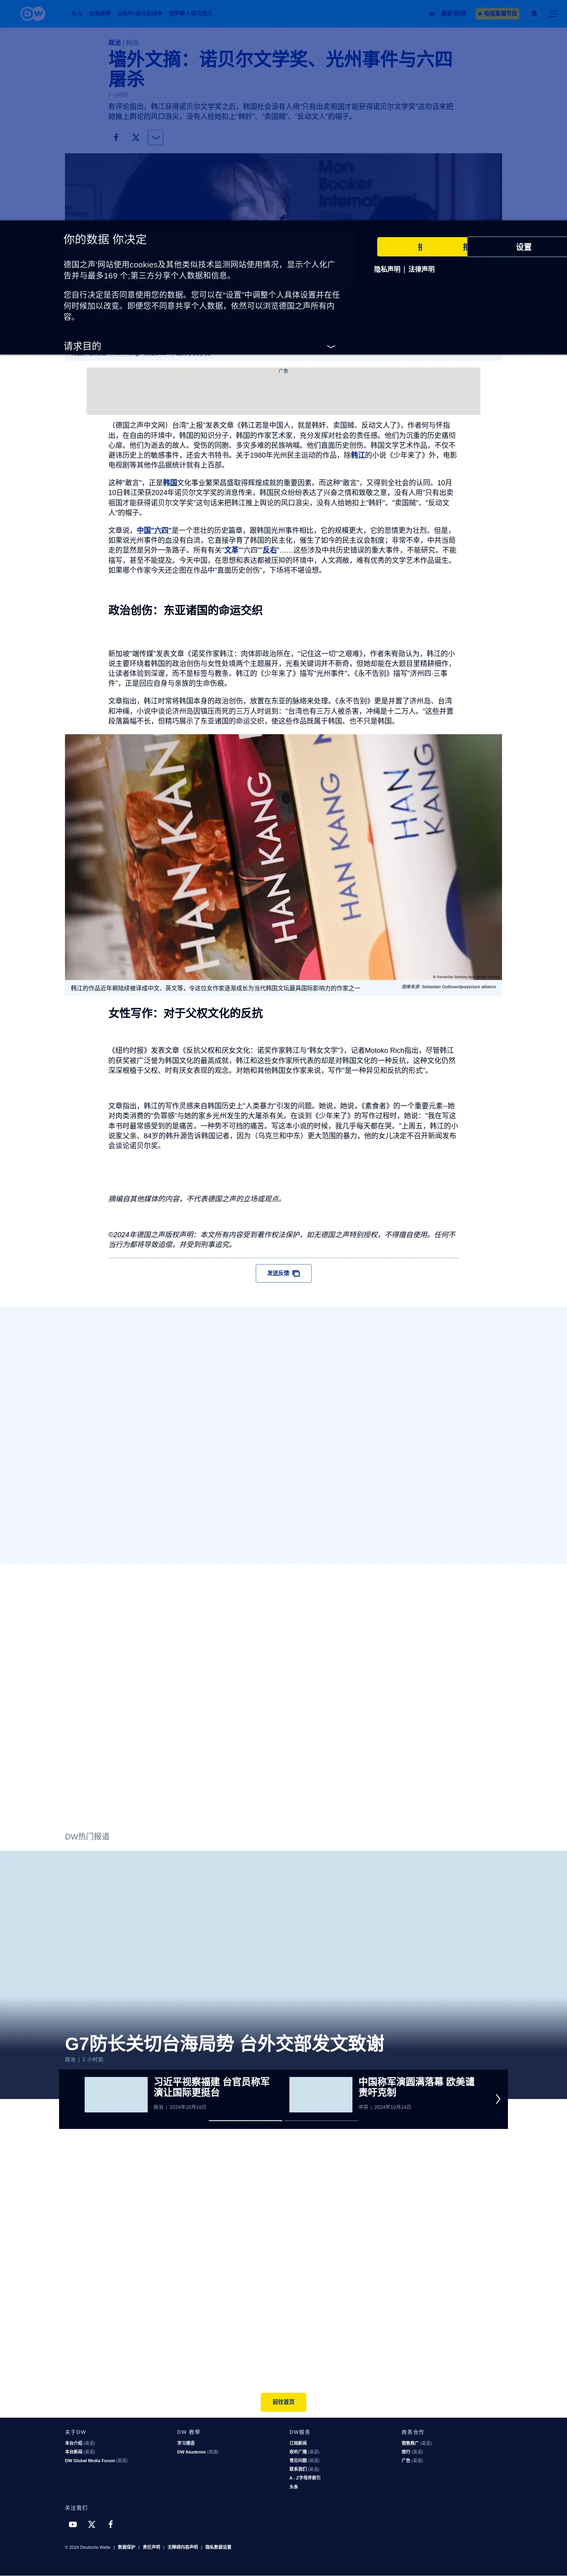 DW
政治 | 韩国
墙外文摘：诺贝尔文学奖、光州事件与六四
屠杀
2 小时前
有评论指出，韩江获得诺贝尔文学奖之后，韩国社会没有人用"只有出卖祖国才能获得诺贝尔文学奖"这句话来把
她推上舆论的风口浪尖，没有人给她扣上"韩奸"、"卖国贼"、"反动文人"的帽子。
Man
Booker
International
你的数据 你决定
德国之声'网站使用cookies及其他类似技术监测网站使用情况，显示个人化广
告并与最多169 个;第三方分享个人数据和信息。
您自行决定是否同意使用您的数据。您可以在"设置"中调整个人具体设置并在任
何时候加以改变。即便您不同意共享个人数据，依然可以浏览德国之声所有内
容。
请求目的
设置
隐私声明 | 法律声明
广告
（德国之声中文网）台湾"上报"发表文章《韩江若是中国人，就是韩奸、卖国贼、反动文人了》，作者何与怀指
出，在自由的环境中，韩国的知识分子，韩国的作家艺术家，充分发挥对社会的责任感。他们为沉重的历史痛彻
心扉。他们为逝去的故人、受伤的同胞、多灾多难的韩国，倾尽全力地呐喊。他们直面历史创伤。韩国文学艺术作品，不仅不
避讳历史上的敏感事件，还会大书特书。关于1980年光州民主运动的作品，除韩江的小说《少年来了》外，电影
电视剧等其他作品据统计就有上百部。
这种"敢言"，正是韩国文化事业繁荣昌盛取得辉煌成就的重要因素。而这种"敢言"，又得到全社会的认同。10月
10日韩江荣获2024年诺贝尔文学奖的消息传来，韩国民众纷纷表达了兴奋之情和致敬之意，没有人用"只有出卖
祖国才能获得诺贝尔文学奖"这句话来把韩江推上舆论的风口浪尖，没有人给她扣上"韩奸"、"卖国贼"、"反动文
人"的帽子。
文章说，中国"六四"是一个悲壮的历史篇章，跟韩国光州事件相比，它的规模更大，它的悲情更为壮烈。但是，
如果说光州事件的血没有白流，它直接孕育了韩国的民主化，催生了如今的民主议会制度；非常不幸，中共当局
走的显然是另外一条路子。所有有关"文革""六四""反右"……这些涉及中共历史错误的重大事件，不能研究，不能
描写，甚至不能提及。今天中国，在思想和表达都被压抑的环境中，人文凋敝，难有优秀的文学艺术作品诞生。
如果哪个作家今天还企图在作品中"直面历史创伤"，下场将不堪设想。
政治创伤：东亚诸国的命运交织
新加坡"端传媒"发表文章《诺奖作家韩江：肉体即政治所在，"记住这一切"之艰难》，作者朱宥勋认为，韩江的小
说主要环绕着韩国的政治创伤与女性处境两个主题展开，光看关键词并不新奇，但她却能在大题目里精耕细作，
让读者体验到深邃，而不是标签与教条。韩江的《少年来了》描写"光州事件"、《永不告别》描写"济州四·三事
件"，正是回应自身与亲族的生命伤痕。
文章指出，韩江时常将韩国本身的政治创伤，放置在东亚的脉络来处理。《永不告别》更是并置了济州岛、台湾
和冲绳，小说中谈论济州岛因镇压而死的三万人时说到："台湾也有三万人被杀害，冲绳是十二万人。"这些并置
段落篇幅不长，但精巧展示了东亚诸国的命运交织，使这些作品既属于韩国、也不只是韩国。
HAN KANG
HAN KANG
HAN KANG
韩江的作品近年赖陆续被译成中文、英文等，令这位女作家逐渐成长为当代韩国文坛最具国际影响力的作家之一
图像来源: Sebastian Gollnow/dpa/picture alliance
女性写作：对于父权文化的反抗
《纽约时报》发表文章《反抗父权和厌女文化：诺奖作家韩江与"韩女文学"》，记者Motoko Rich指出，尽管韩江
的获奖被广泛誉为韩国文化的最高成就，韩江和这些女作家所代表的却是对韩国文化的一种反抗，这种文化仍然
深深根植于父权、时有厌女表现的观念。对她和其他韩国女作家来说，写作"是一种异见和反抗的形式"。
文章指出，韩江的写作灵感来自韩国历史上"人类暴力"引发的问题。她说，她说，《素食者》的一个重要元素--她
对肉类消费的"负罪感"与她的家乡光州发生的大屠杀有关。在谈到《少年来了》的写作过程时，她说："我在写这
本书时最常感受到的是痛苦，一种势不可挡的痛苦。写这本小说的时候，我几乎每天都在哭。"上周五，韩江的小
说家父亲、84岁的韩升源告诉韩国记者，因为（乌克兰和中东）更大范围的暴力，他的女儿决定不召开新闻发布
会谈论诺贝尔奖。
摘编自其他媒体的内容，不代表德国之声的立场或观点。
©2024年德国之声版权声明：本文所有内容受到著作权法保护，如无德国之声特别授权，不得擅自使用。任何不
当行为都将导致追偿，并受到刑事追究。
发送反馈
DW热门报道
G7防长关切台海局势 台外交部发文致谢
政治 | 2 小时前
习近平视察福建 台官员称军
演让国际更挺台
政治 | 2024年10月16日
中国称军演圆满落幕 欧美谴
责吁克制
冲突 | 2024年10月14日
前往首页
关于DW
本台介绍 (英语)
本台新闻 (英语)
DW Global Media Forum (英语)
DW 教学
学习德语
DW Akademie (英语)
DW服务
订阅新闻
收听广播 (英语)
常见问题 (英语)
联系我们 (英语)
A - Z字母序索引
头条
商务合作
销售推广 (英语)
旅行 (英语)
广告 (英语)
关注我们
© 2024 Deutsche Welle | 数据保护 | 责任声明 | 无障碍内容声明 | 隐私数据设置